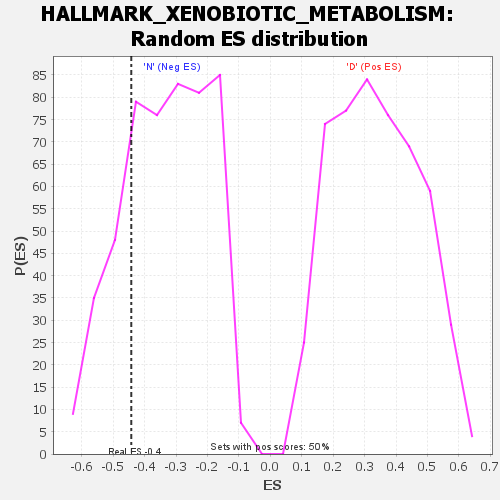 HALLMARK_XENOBIOTIC_METABOLISM:
Random ES distribution
'N' (Neg ES) 'D' (Pos ES)
85
80
75
70
65
60
55
50
45
40
35
30
25
20
15
10
5
0
P(ES)
Real ES -0.4
Sets with pos scores: 50%
-0.6 -0.5 -0.4 -0.3 -0.2 -0.1 0.0 0.1 0.2 0.3 0.4 0.5 0.6 0.7
ES